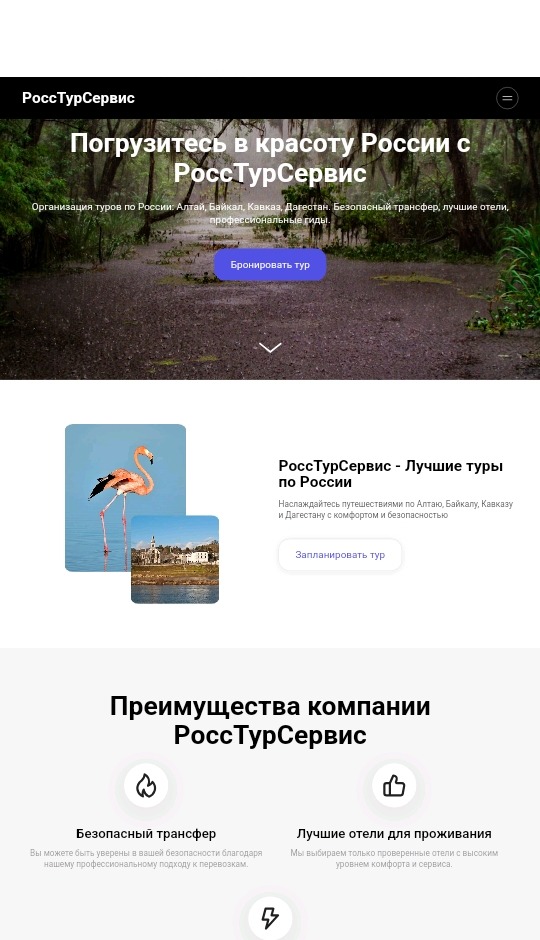 РоссТурСервис
Погрузитесь в красоту России с
РоссТурСервис
Организация туров по России: Алтай, Байкал, Кавказ, Дагестан. Безопасный трансфер, лучшие отели,
профессиональные гиды.
Бронировать тур
РоссТурСервис - Лучшие туры
по России
Наслаждайтесь путешествиями по Алтаю, Байкалу, Кавказу
и Дагестану с комфортом и безопасностью
Запланировать тур
Преимущества компании
РоссТурСервис
Безопасный трансфер
Вы можете быть уверены в вашей безопасности благодаря
нашему профессиональному подходу к перевозкам.
Лучшие отели для проживания
Мы выбираем только проверенные отели с высоким
уровнем комфорта и сервиса.